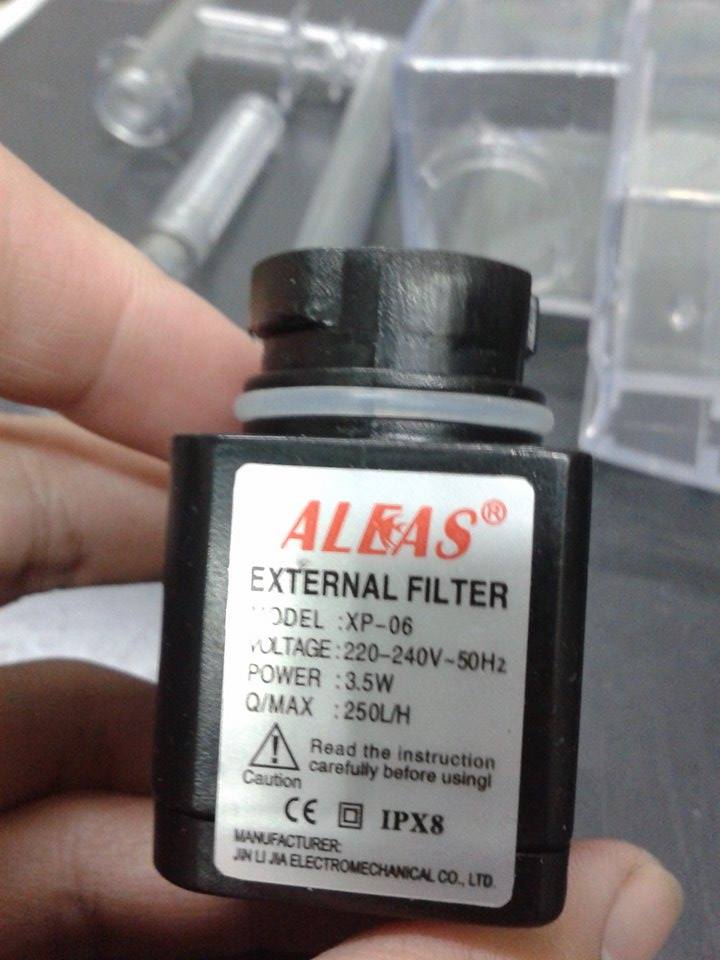 ALEAS®
EXTERNAL FILTER
MODEL :XP-06
VOLTAGE:220-240V~50Hz
POWER :3.5W
Q/MAX :250L/H
Read the instruction
carefully before using!
Caution
CE IPX8
MANUFACTURER:
JIN LI JIA ELECTROMECHANICAL CO., LTD.